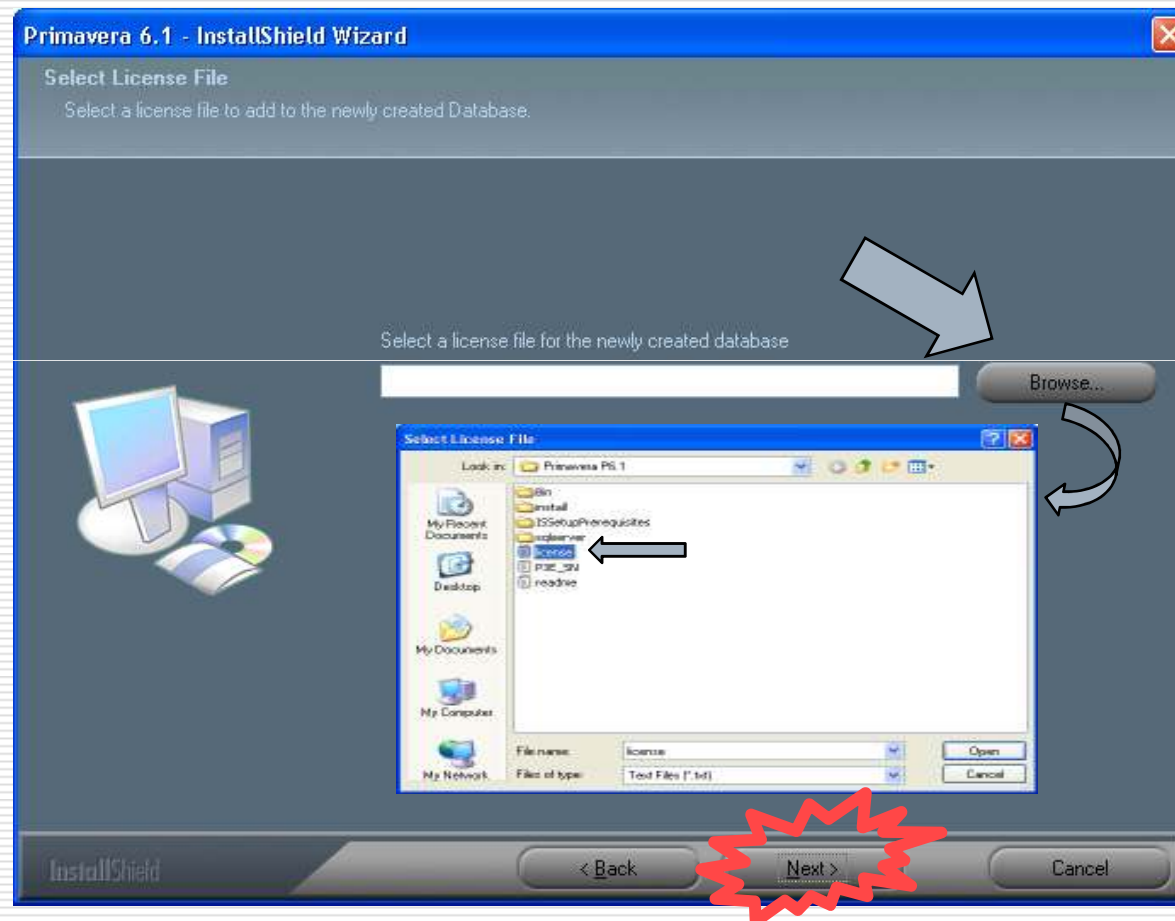 Primavera 6.1 - InstallShield Wizard
Select License File
Select a license file to add to the newly created Database.
Select a license file for the newly created database
Browse...
Select License File
Look in: Primavera P6.1
My Recent Documents
Desktop
My Documents
My Computer
My Network
Bin
install
ISSetupPrerequisites
sqlserver
license
P3E_SN
readme
File name: license
Open
Files of type: Text Files (*.txt)
Cancel
InstallShield
< Back
Next >
Cancel